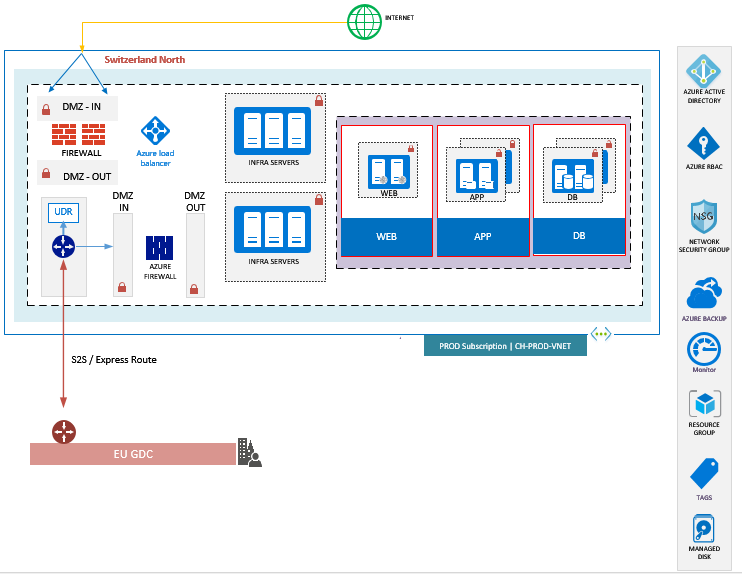 INTERNET
Switzerland North
DMZ - IN
FIREWALL
Azure load
balancer
DMZ - OUT
UDR
DMZ
IN
AZURE
FIREWALL
DMZ
OUT
INFRA SERVERS
INFRA SERVERS
WEB
APP
DB
WEB
APP
DB
PROD Subscription | CH-PROD-VNET
S2S / Express Route
EU GDC
AZURE ACTIVE
DIRECTORY
AZURE RBAC
NSG
NETWORK
SECURITY GROUP
AZURE BACKUP
Monitor
RESOURCE
GROUP
TAGS
MANAGED
DISK